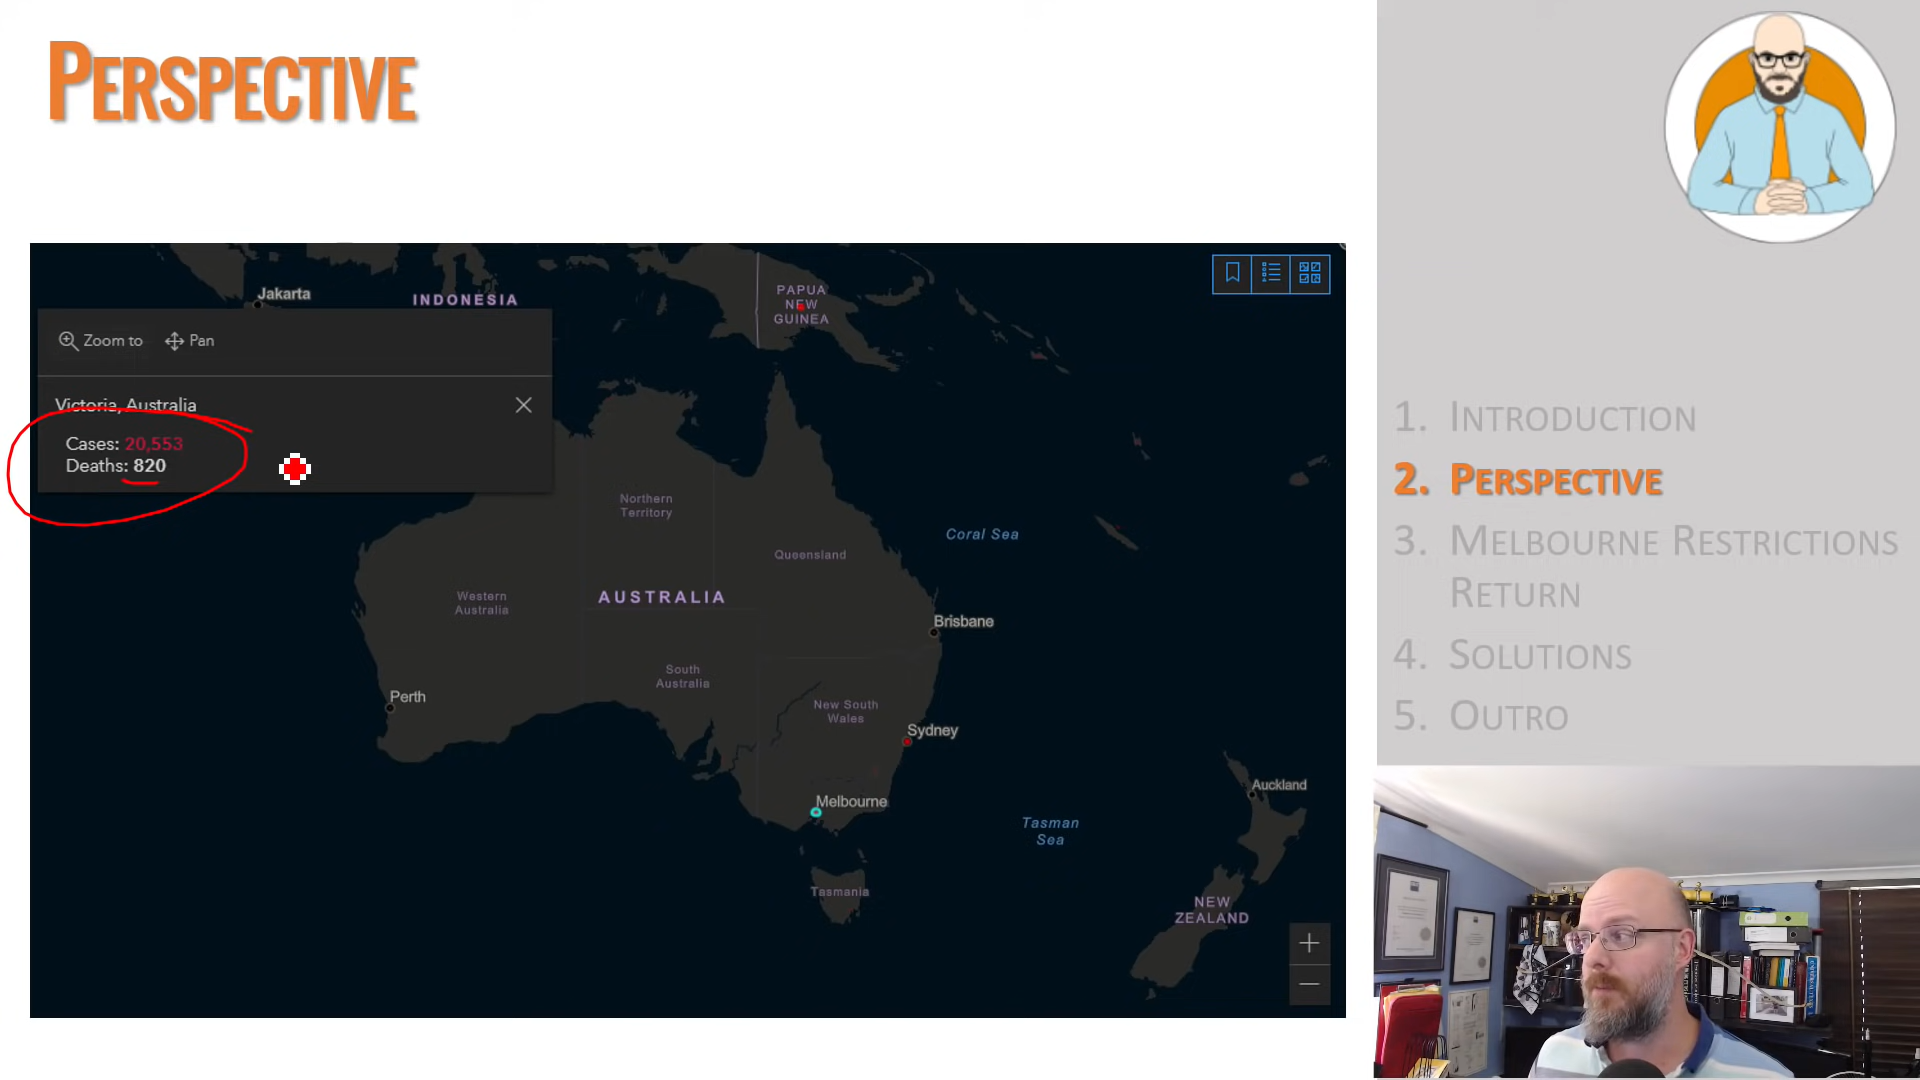 PERSPECTIVE
Jakarta
INDONESIA
PAPUA
NEW
GUINEA
Zoom to
Pan
Victoria, Australia
Cases: 20,553
Deaths: 820
Northern
Territory
Coral Sea
Queensland
Western
Australia
AUSTRALIA
Brisbane
South
Australia
Perth
New South
Wales
Sydney
Auckland
Melbourne
Tasman
Sea
Tasmania
NEW
ZEALAND
1. INTRODUCTION
2. PERSPECTIVE
3. MELBOURNE RESTRICTIONS
RETURN
4. SOLUTIONS
5. OUTRO